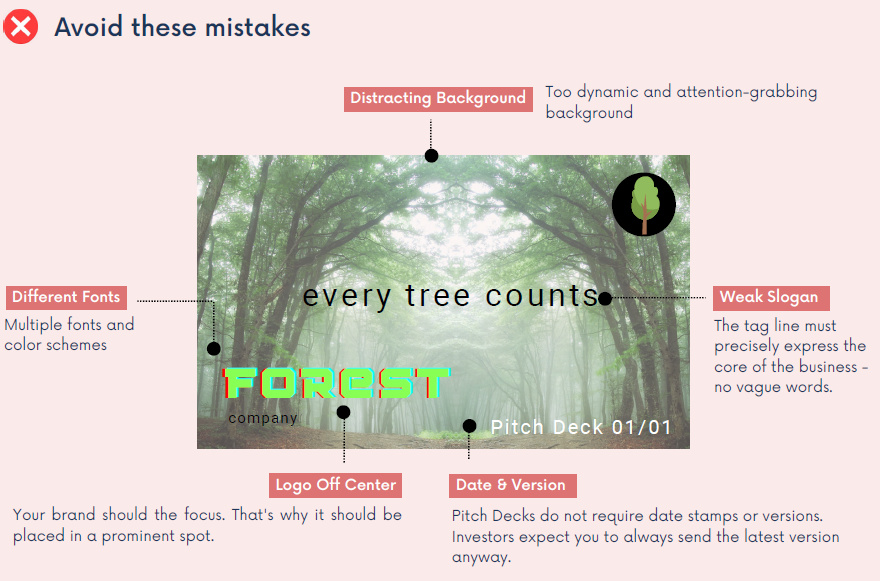 Avoid these mistakes
Distracting Background
Too dynamic and attention-grabbing
background
every tree counts
Different Fonts
Multiple fonts and
color schemes
Weak Slogan
The tag line must
precisely express the
core of the business -
no vague words.
FOREST
company
Pitch Deck 01/01
Logo Off Center
Your brand should the focus. That's why it should be
placed in a prominent spot.
Date & Version
Pitch Decks do not require date stamps or versions.
Investors expect you to always send the latest version
anyway.